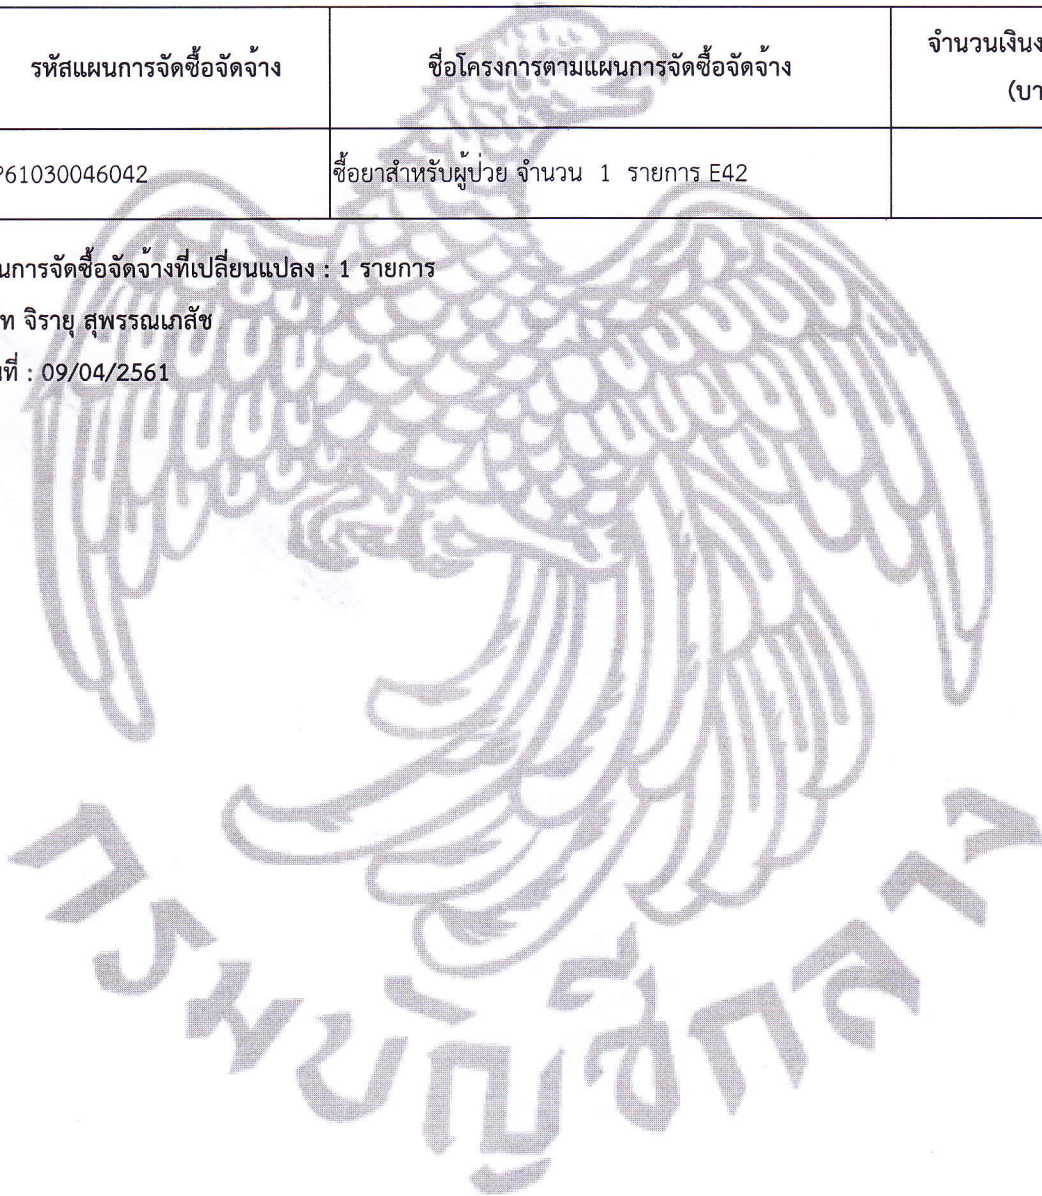 รหัสแผนการจัดซื้อจัดจ้าง
ชื่อโครงการตามแผนการจัดซื้อจัดจ้าง
จำนวนเงินง
(บา
P61030046042
ซื้อยาสำหรับผู้ป่วย จำนวน 1 รายการ E42
นการจัดซื้อจัดจ้างที่เปลี่ยนแปลง : 1 รายการ
ท จิรายุ สุพรรณเภสัช
นที่ : 09/04/2561
กรมบัญชีกลาง